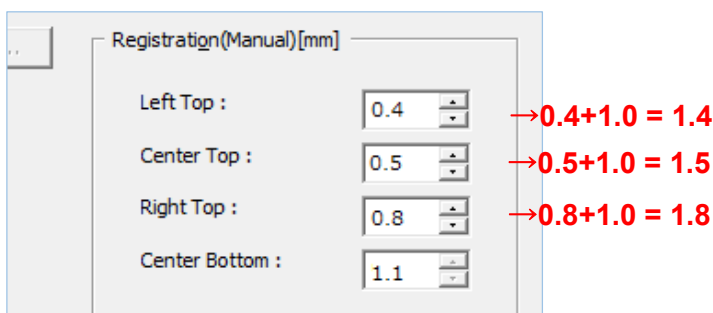 ..
Registration(Manual)[mm]
Left Top : 0.4 →0.4+1.0 = 1.4
Center Top : 0.5 →0.5+1.0 = 1.5
Right Top : 0.8 →0.8+1.0 = 1.8
Center Bottom : 1.1